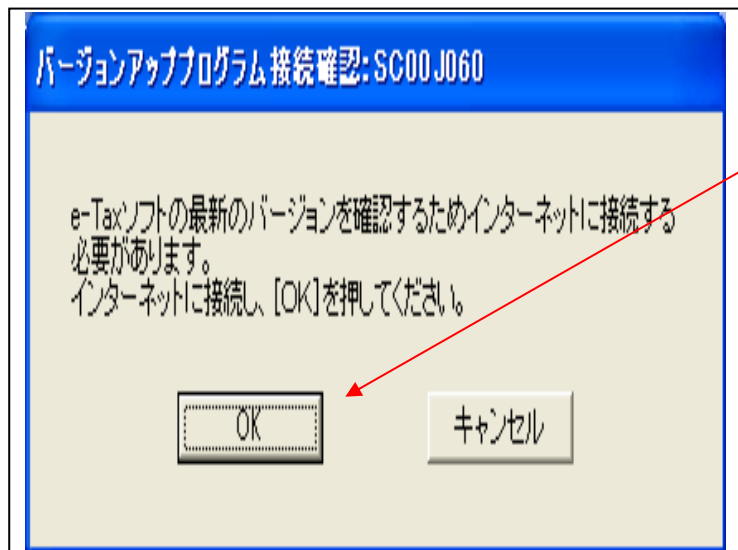 バージョンアッププログラム接続確認:SC00J060
e-Taxソフトの最新のバージョンを確認するためインターネットに接続する
必要があります。
インターネットに接続し、[OK]を押してください。
OK
キャンセル